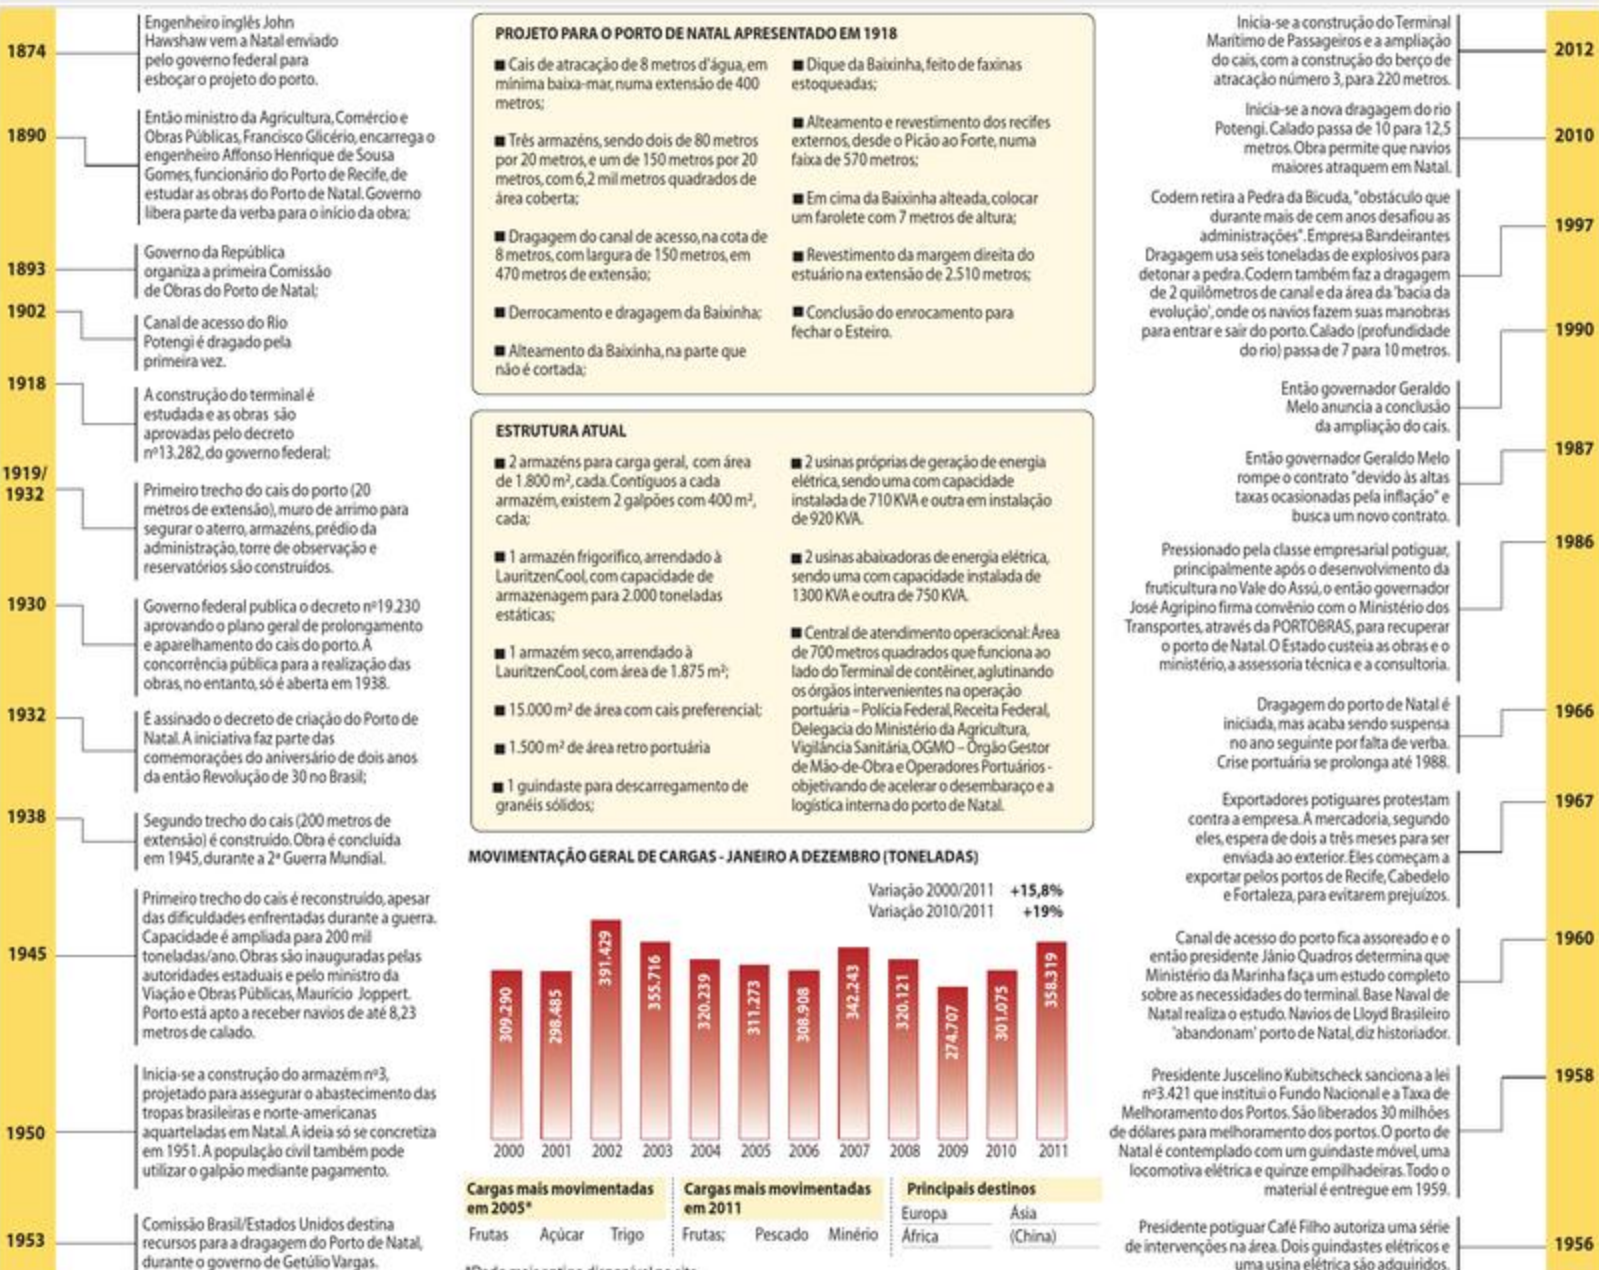 1874
Engenheiro inglês John
Hawshaw vem a Natal enviado
pelo governo federal para
esboçar o projeto do porto.
1890
Então ministro da Agricultura, Comércio e
Obras Públicas, Francisco Glicério, encarrega o
engenheiro Affonso Henrique de Sousa
Gomes, funcionário do Porto de Recife, de
estudar as obras do Porto de Natal. Governo
libera parte da verba para o início da obra;
1893
Governo da República
organiza a primeira Comissão
de Obras do Porto de Natal;
1902
Canal de acesso do Rio
Potengi é dragado pela
primeira vez.
1918
A construção do terminal é
estudada e as obras são
aprovadas pelo decreto
nº13.282, do governo federal;
1919/
1932
Primeiro trecho do cais do porto (20
metros de extensão), muro de arrimo para
segurar o aterro, armazéns, prédio da
administração, torre de observação e
reservatórios são construídos.
1930
Governo federal publica o decreto nº19.230
aprovando o plano geral de prolongamento
e aparelhamento do cais do porto. A
concorrência pública para a realização das
obras, no entanto, só é aberta em 1938.
1932
É assinado o decreto de criação do Porto de
Natal. A iniciativa faz parte das
comemorações do aniversário de dois anos
da então Revolução de 30 no Brasil;
1938
Segundo trecho do cais (200 metros de
extensão) é construído. Obra é concluída
em 1945, durante a 2ª Guerra Mundial.
1945
Primeiro trecho do cais é reconstruído, apesar
das dificuldades enfrentadas durante a guerra.
Capacidade é ampliada para 200 mil
toneladas/ano. Obras são inauguradas pelas
autoridades estaduais e pelo ministro da
Viação e Obras Públicas, Maurício Joppert.
Porto está apto a receber navios de até 8,23
metros de calado.
1950
Inicia-se a construção do armazém nº3,
projetado para assegurar o abastecimento das
tropas brasileiras e norte-americanas
aquarteladas em Natal. A ideia só se concretiza
em 1951. A população civil também pode
utilizar o galpão mediante pagamento.
1953
Comissão Brasil/Estados Unidos destina
recursos para a dragagem do Porto de Natal,
durante o governo de Getúlio Vargas.
PROJETO PARA O PORTO DE NATAL APRESENTADO EM 1918
■ Cais de atracação de 8 metros d'água, em
mínima baixa-mar, numa extensão de 400
metros;
■ Três armazéns, sendo dois de 80 metros
por 20 metros, e um de 150 metros por 20
metros, com 6,2 mil metros quadrados de
área coberta;
■ Dragagem do canal de acesso, na cota de
8 metros, com largura de 150 metros, em
470 metros de extensão;
■ Derrocamento e dragagem da Baixinha;
■ Alteamento da Baixinha, na parte que
não é cortada;
■ Dique da Baixinha, feito de faxinas
estoqueadas;
■ Alteamento e revestimento dos recifes
externos, desde o Picão ao Forte, numa
faixa de 570 metros;
■ Em cima da Baixinha alteada, colocar
um farolete com 7 metros de altura;
■ Revestimento da margem direita do
estuário na extensão de 2.510 metros;
■ Conclusão do enrocamento para
fechar o Esteiro.
ESTRUTURA ATUAL
■ 2 armazéns para carga geral, com área
de 1.800 m², cada. Contíguos a cada
armazém, existem 2 galpões com 400 m²,
cada;
■ 1 armazén frigorífico, arrendado à
LauritzenCool, com capacidade de
armazenagem para 2.000 toneladas
estáticas;
■ 1 armazém seco, arrendado à
LauritzenCool, com área de 1.875 m²;
■ 15.000 m² de área com cais preferencial;
■ 1.500 m² de área retro portuária
■ 1 guindaste para descarregamento de
granéis sólidos;
■ 2 usinas próprias de geração de energia
elétrica, sendo uma com capacidade
instalada de 710 KVA e outra em instalação
de 920 KVA.
■ 2 usinas abaixadoras de energia elétrica,
sendo uma com capacidade instalada de
1300 KVA e outra de 750 KVA.
■ Central de atendimento operacional: Área
de 700 metros quadrados que funciona ao
lado do Terminal de contêiner, aglutinando
os órgãos intervenientes na operação
portuária – Polícia Federal, Receita Federal,
Delegacia do Ministério da Agricultura,
Vigilância Sanitária, OGMO – Órgão Gestor
de Mão-de-Obra e Operadores Portuários -
objetivando de acelerar o desembaraço e a
logística interna do porto de Natal.
MOVIMENTAÇÃO GERAL DE CARGAS - JANEIRO A DEZEMBRO (TONELADAS)
Variação 2000/2011 +15,8%
Variação 2010/2011 +19%
309.290 298.485 391.429 355.716 320.239 311.273 308.908 342.243 320.121 274.707 301.075 358.319
2000 2001 2002 2003 2004 2005 2006 2007 2008 2009 2010 2011
Cargas mais movimentadas
em 2005*
Frutas Açúcar Trigo
Cargas mais movimentadas
em 2011
Frutas; Pescado Minério
Principais destinos
Europa Ásia
África (China)
2012
Inicia-se a construção do Terminal
Marítimo de Passageiros e a ampliação
do cais, com a construção do berço de
atracação número 3, para 220 metros.
2010
Inicia-se a nova dragagem do rio
Potengi. Calado passa de 10 para 12,5
metros. Obra permite que navios
maiores atraquem em Natal.
1997
Codern retira a Pedra da Bicuda, "obstáculo que
durante mais de cem anos desafiou as
administrações". Empresa Bandeirantes
Dragagem usa seis toneladas de explosivos para
detonar a pedra. Codern também faz a dragagem
de 2 quilômetros de canal e da área da 'bacia da
evolução', onde os navios fazem suas manobras
para entrar e sair do porto. Calado (profundidade
do rio) passa de 7 para 10 metros.
1990
Então governador Geraldo
Melo anuncia a conclusão
da ampliação do cais.
1987
Então governador Geraldo Melo
rompe o contrato "devido às altas
taxas ocasionadas pela inflação" e
busca um novo contrato.
1986
Pressionado pela classe empresarial potiguar,
principalmente após o desenvolvimento da
fruticultura no Vale do Assú, o então governador
José Agripino firma convênio com o Ministério dos
Transportes, através da PORTOBRAS, para recuperar
o porto de Natal. O Estado custeia as obras e o
ministério, a assessoria técnica e a consultoria.
1966
Dragagem do porto de Natal é
iniciada, mas acaba sendo suspensa
no ano seguinte por falta de verba.
Crise portuária se prolonga até 1988.
1967
Exportadores potiguares protestam
contra a empresa. A mercadoria, segundo
eles, espera de dois a três meses para ser
enviada ao exterior. Eles começam a
exportar pelos portos de Recife, Cabedelo
e Fortaleza, para evitarem prejuízos.
1960
Canal de acesso do porto fica assoreado e o
então presidente Jânio Quadros determina que
Ministério da Marinha faça um estudo completo
sobre as necessidades do terminal. Base Naval de
Natal realiza o estudo. Navios de Lloyd Brasileiro
'abandonam' porto de Natal, diz historiador.
1958
Presidente Juscelino Kubitscheck sanciona a lei
nº3.421 que institui o Fundo Nacional e a Taxa de
Melhoramento dos Portos. São liberados 30 milhões
de dólares para melhoramento dos portos. O porto de
Natal é contemplado com um guindaste móvel, uma
locomotiva elétrica e quinze empilhadeiras. Todo o
material é entregue em 1959.
1956
Presidente potiguar Café Filho autoriza uma série
de intervenções na área. Dois guindastes elétricos e
uma usina elétrica são adquiridos.